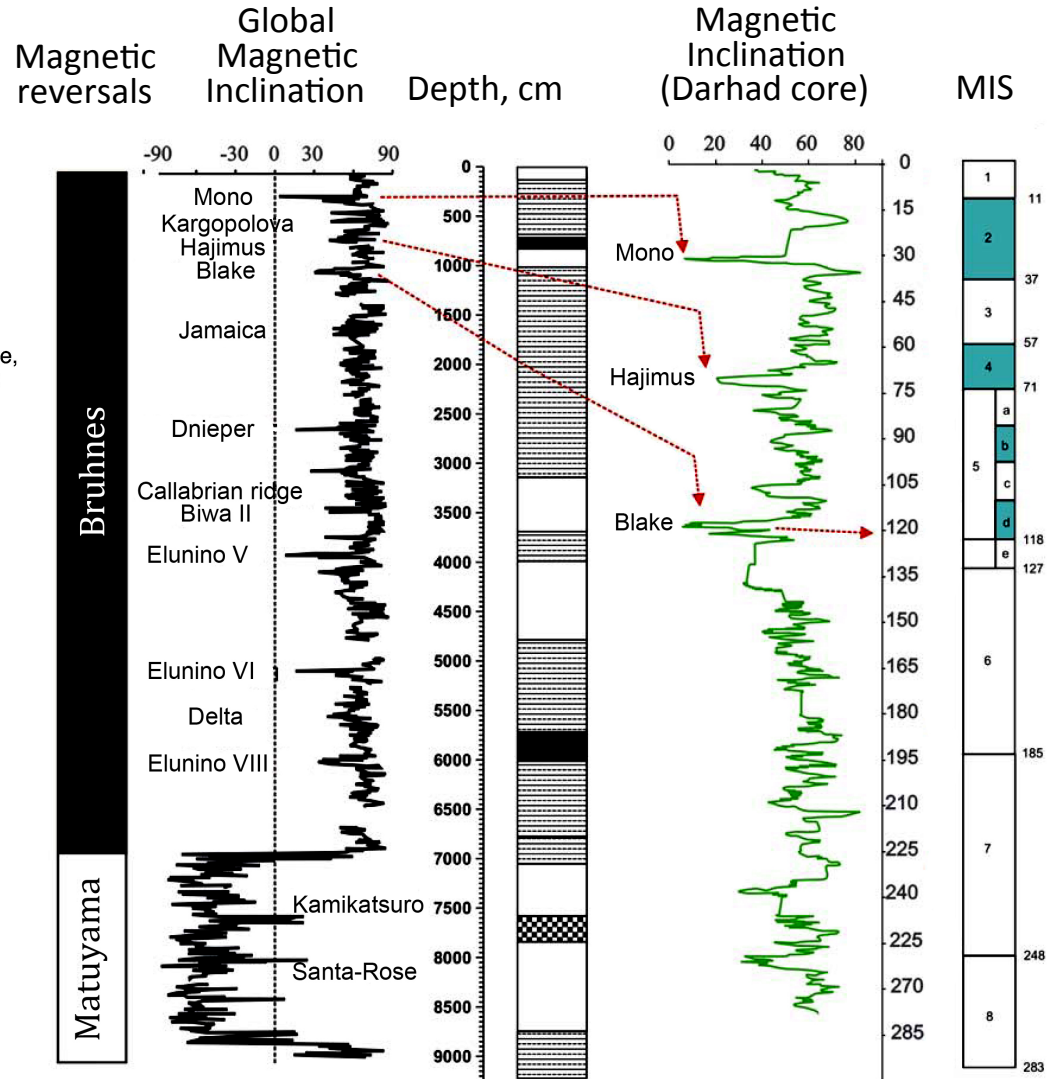 Magnetic
reversals
Global
Magnetic
Inclination
Depth, cm
Magnetic
Inclination
(Darhad core)
MIS
-90
-30
0
30
90
Mono
Kargopolova
Hajimus
Blake
Jamaica
Dnieper
Callabrian ridge
Biwa II
Elunino V
Elunino VI
Delta
Elunino VIII
Kamikatsuro
Santa-Rose
e,
Bruhnes
Matuyama
0
500
1000
1500
2000
2500
3000
3500
4000
4500
5000
5500
6000
6500
7000
7500
8000
8500
9000
0
20
40
60
80
Mono
Hajimus
Blake
0
15
30
45
60
75
90
105
120
135
150
165
180
195
210
225
240
225
270
285
1
2
3
4
5
a
b
c
d
e
6
7
8
11
37
57
71
118
127
185
248
283